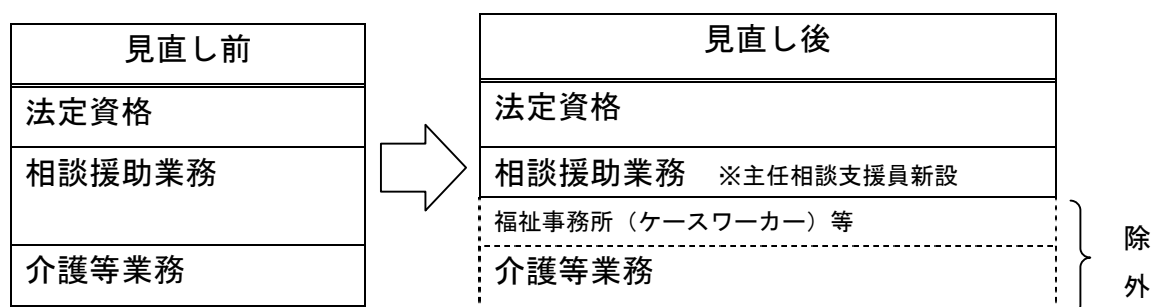 見直し前
法定資格
相談援助業務
介護等業務
見直し後
法定資格
相談援助業務 ※主任相談支援員新設
福祉事務所（ケースワーカー）等
介護等業務
除
外